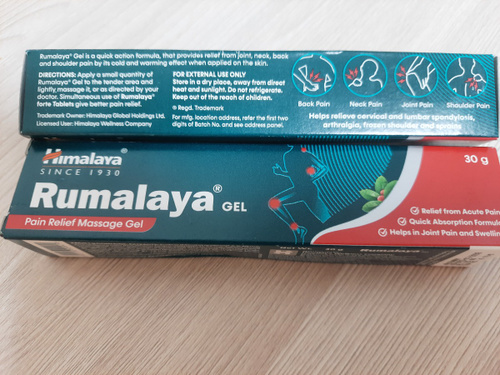 Rumalaya® Gel is a quick action formula, that provides relief from joint, neck, back
and shoulder pain by its cold and warming effect when applied on the skin.
DIRECTIONS: Apply a small quantity of
Rumalaya® Gel to the tender area and
lightly massage it, or as directed by your
doctor. Simultaneous use of Rumalaya®
forte Tablets give better pain relief.
Trademark Owner: Himalaya Global Holdings Ltd.
Licensed User: Himalaya Wellness Company
FOR EXTERNAL USE ONLY
Store in a dry place, away from direct
heat and sunlight. Do not refrigerate.
Keep out of the reach of children.
® Regd. Trademark
For mfg. location address, refer the first two
digits of Batch No. and see address panel.
Back Pain
Neck Pain
Joint Pain
Shoulder Pain
Helps relieve cervical and lumbar spondylosis,
arthralgia, frozen shoulder and sprains
Himalaya
SINCE 1930
Rumalaya® GEL
Pain Relief Massage Gel
30 g
Relief from Acute Pain
Quick Absorption Formula
Helps in Joint Pain and Swelling
Rumalaya